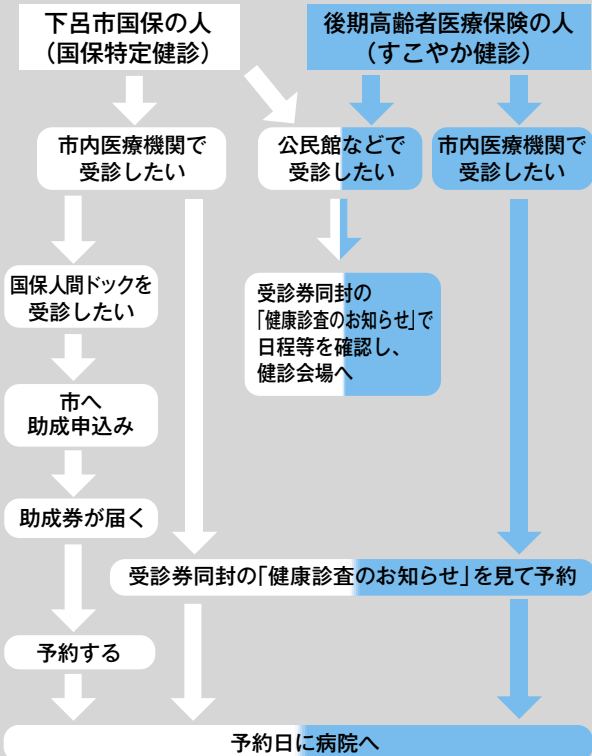 下呂市国保の人
（国保特定健診）
後期高齢者医療保険の人
（すこやか健診）
市内医療機関で
受診したい
公民館などで
受診したい
市内医療機関で
受診したい
国保人間ドックを
受診したい
受診券同封の
「健康診査のお知らせ」で
日程等を確認し、
健診会場へ
市へ
助成申込み
助成券が届く
受診券同封の「健康診査のお知らせ」を見て予約
予約する
予約日に病院へ